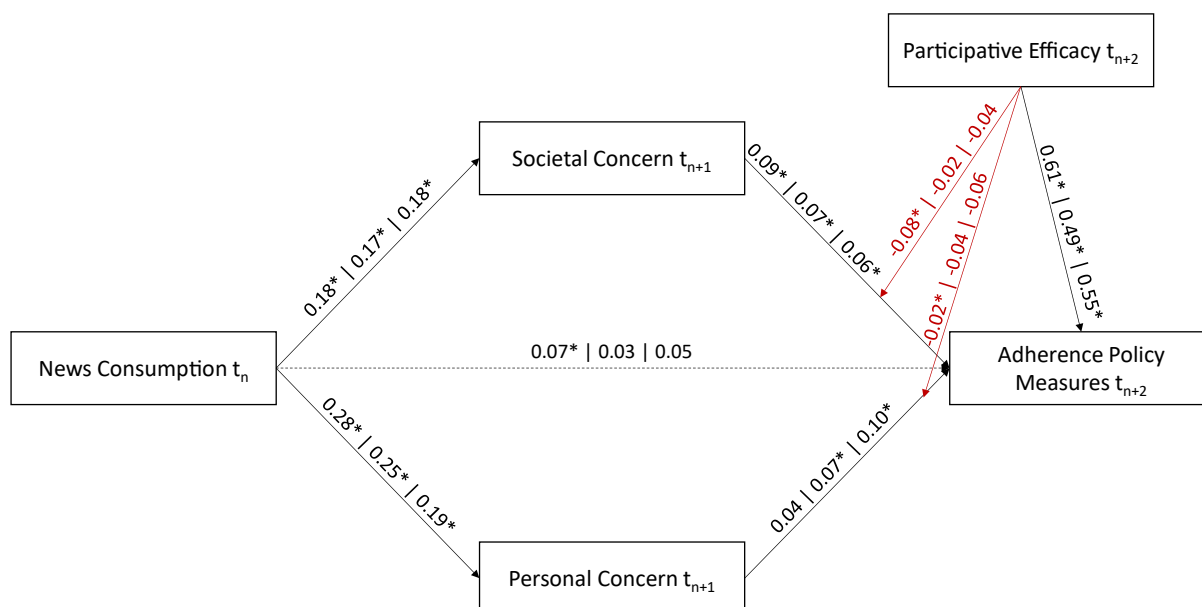 Participative Efficacy tn+2
Societal Concern tn+1
0.18* | 0.17* | 0.18*
0.09* | 0.07* | 0.06*
-0.08* | -0.02 | -0.04
-0.02* | -0.04 | -0.06
0.61* | 0.49* | 0.55*
News Consumption tn
0.07* | 0.03 | 0.05
Adherence Policy
Measures tn+2
0.28* | 0.25* | 0.19*
0.04 | 0.07* | 0.10*
Personal Concern tn+1